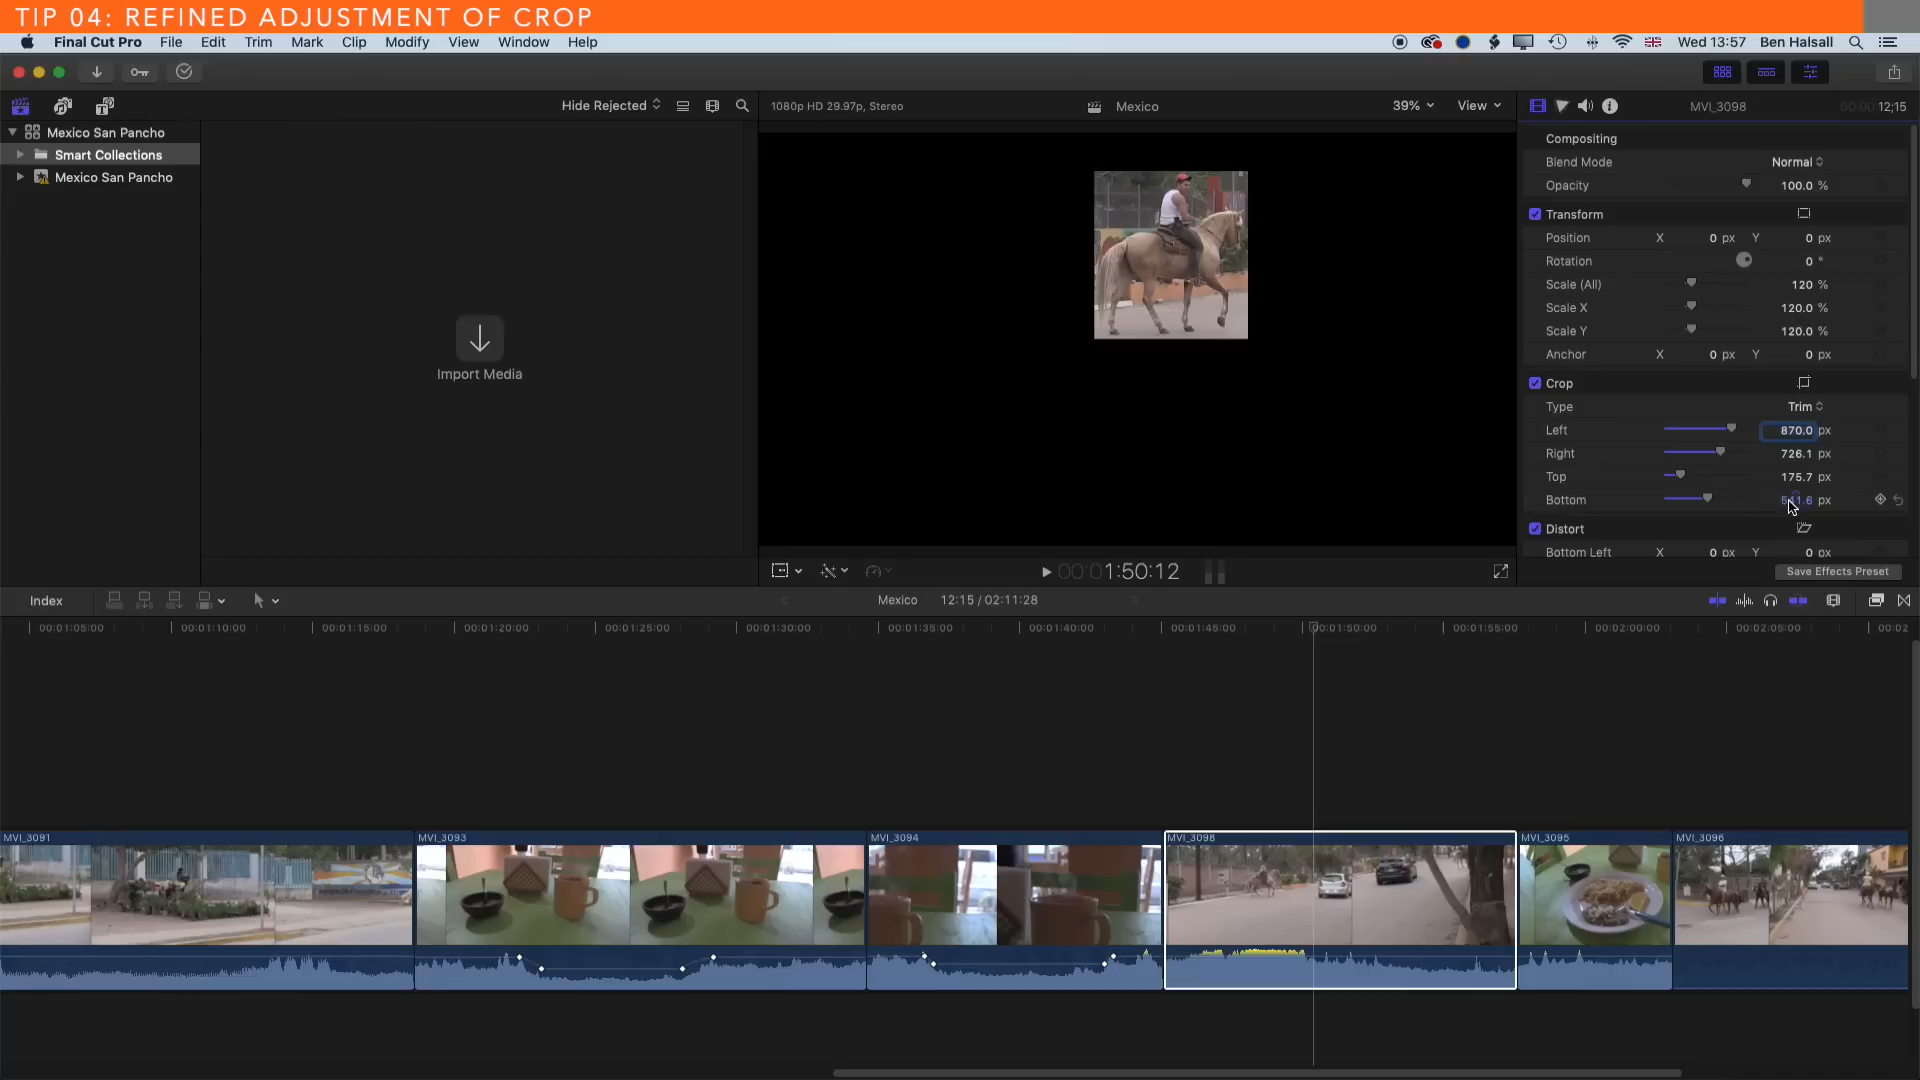 TIP 04: REFINED ADJUSTMENT OF CROP
Final Cut Pro File Edit Trim Mark Clip Modify View Window Help
Wed 13:57 Ben Halsall
Hide Rejected
1080p HD 29.97p, Stereo
Mexico
39%
View
MVI_3098
12;15
Mexico San Pancho
Smart Collections
Mexico San Pancho
Import Media
Compositing
Blend Mode Normal
Opacity 100.0 %
Transform
Position X 0 px Y 0 px
Rotation 0 °
Scale (All) 120 %
Scale X 120.0 %
Scale Y 120.0 %
Anchor X 0 px Y 0 px
Crop
Type Trim
Left 870.0 px
Right 726.1 px
Top 175.7 px
Bottom px
Distort
Bottom Left X 0 px Y 0 px
Save Effects Preset
00:01:50:12
Index
Mexico 12:15 / 02:11:28
00:01:05:00 00:01:10:00 00:01:15:00 00:01:20:00 00:01:25:00 00:01:30:00 00:01:35:00 00:01:40:00 00:01:45:00 00:01:50:00 00:01:55:00 00:02:00:00 00:02:05:00 00:02
MVI_3091 MVI_3093 MVI_3094 MVI_3098 MVI_3095 MVI_3096